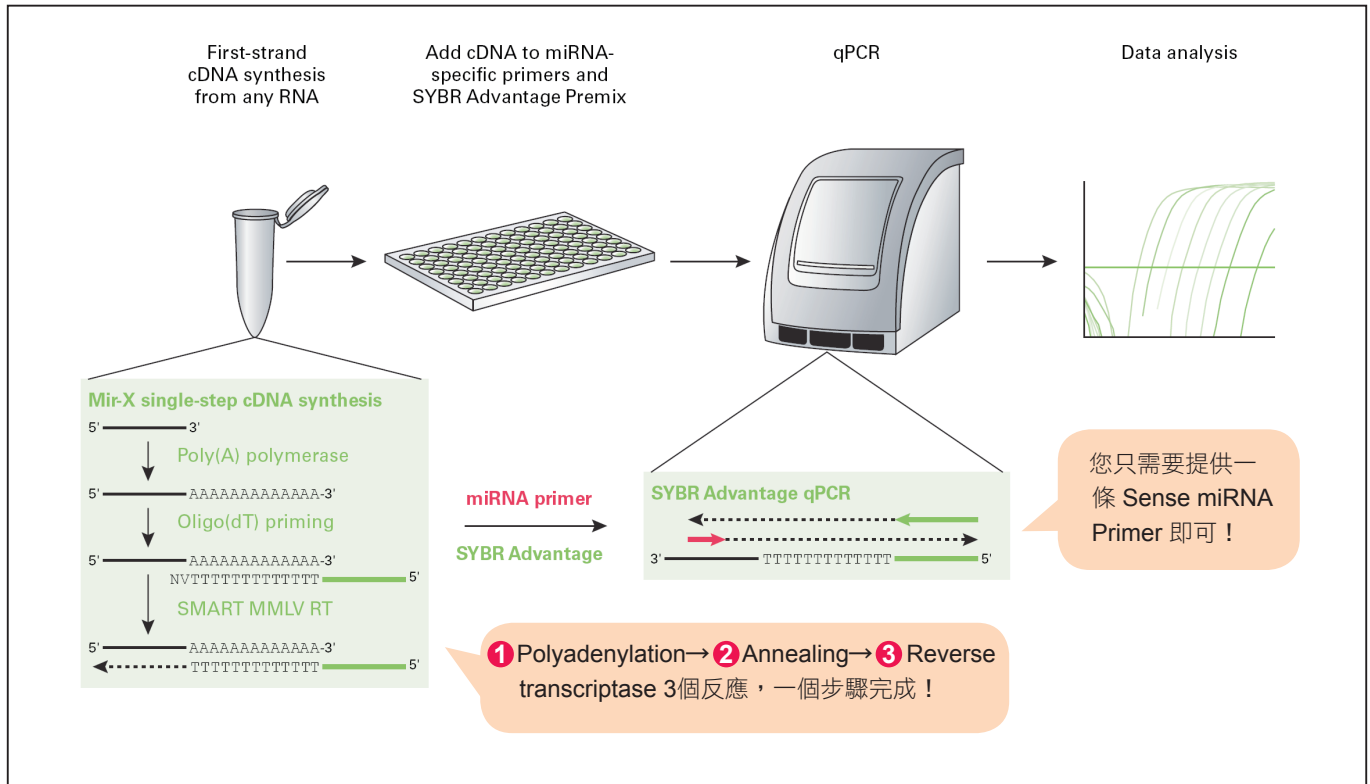 First-strand
cDNA synthesis
from any RNA
Add cDNA to miRNA-
specific primers and
SYBR Advantage Premix
qPCR
Data analysis
Mir-X single-step cDNA synthesis
5' 3'
Poly(A) polymerase
5' AAAAAAAAAAAAA-3'
Oligo(dT) priming
5' AAAAAAAAAAAAA-3'
NVTTTTTTTTTTTTT 5'
SMART MMLV RT
5' AAAAAAAAAAAAA-3'
TTTTTTTTTTTTT 5'
miRNA primer
SYBR Advantage
SYBR Advantage qPCR
3' TTTTTTTTTTTTT 5'
您只需要提供一
條 Sense miRNA
Primer 即可！
1 Polyadenylation→ 2 Annealing→ 3 Reverse
transcriptase 3個反應，一個步驟完成！